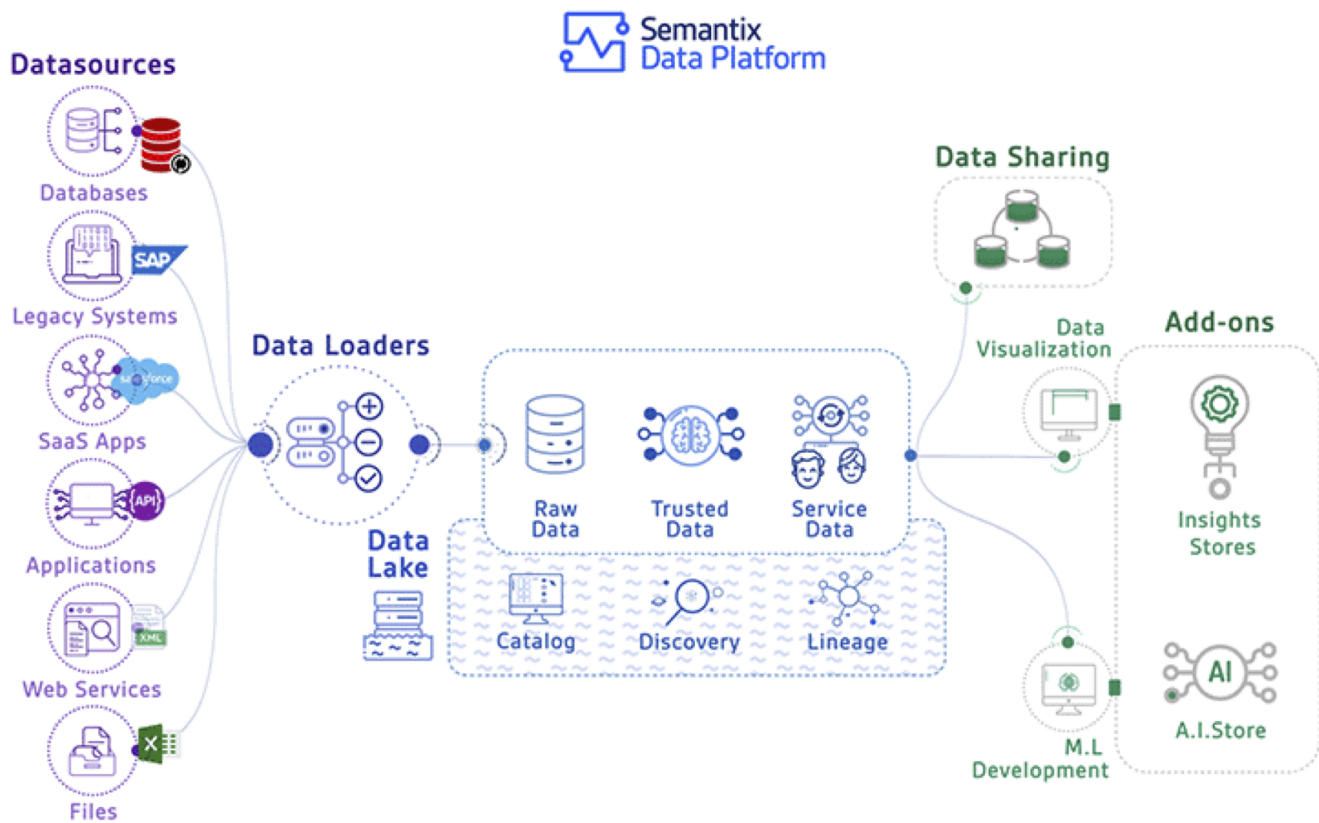 Semantix
Data Platform
Datasources
Databases
SAP
Legacy Systems
salesforce
SaaS Apps
{API}
Applications
XML
Web Services
X
Files
Data Loaders
Data
Lake
Raw
Data
Trusted
Data
Service
Data
Catalog
Discovery
Lineage
Data Sharing
Data
Visualization
M.L
Development
Add-ons
Insights
Stores
AI
A.I.Store